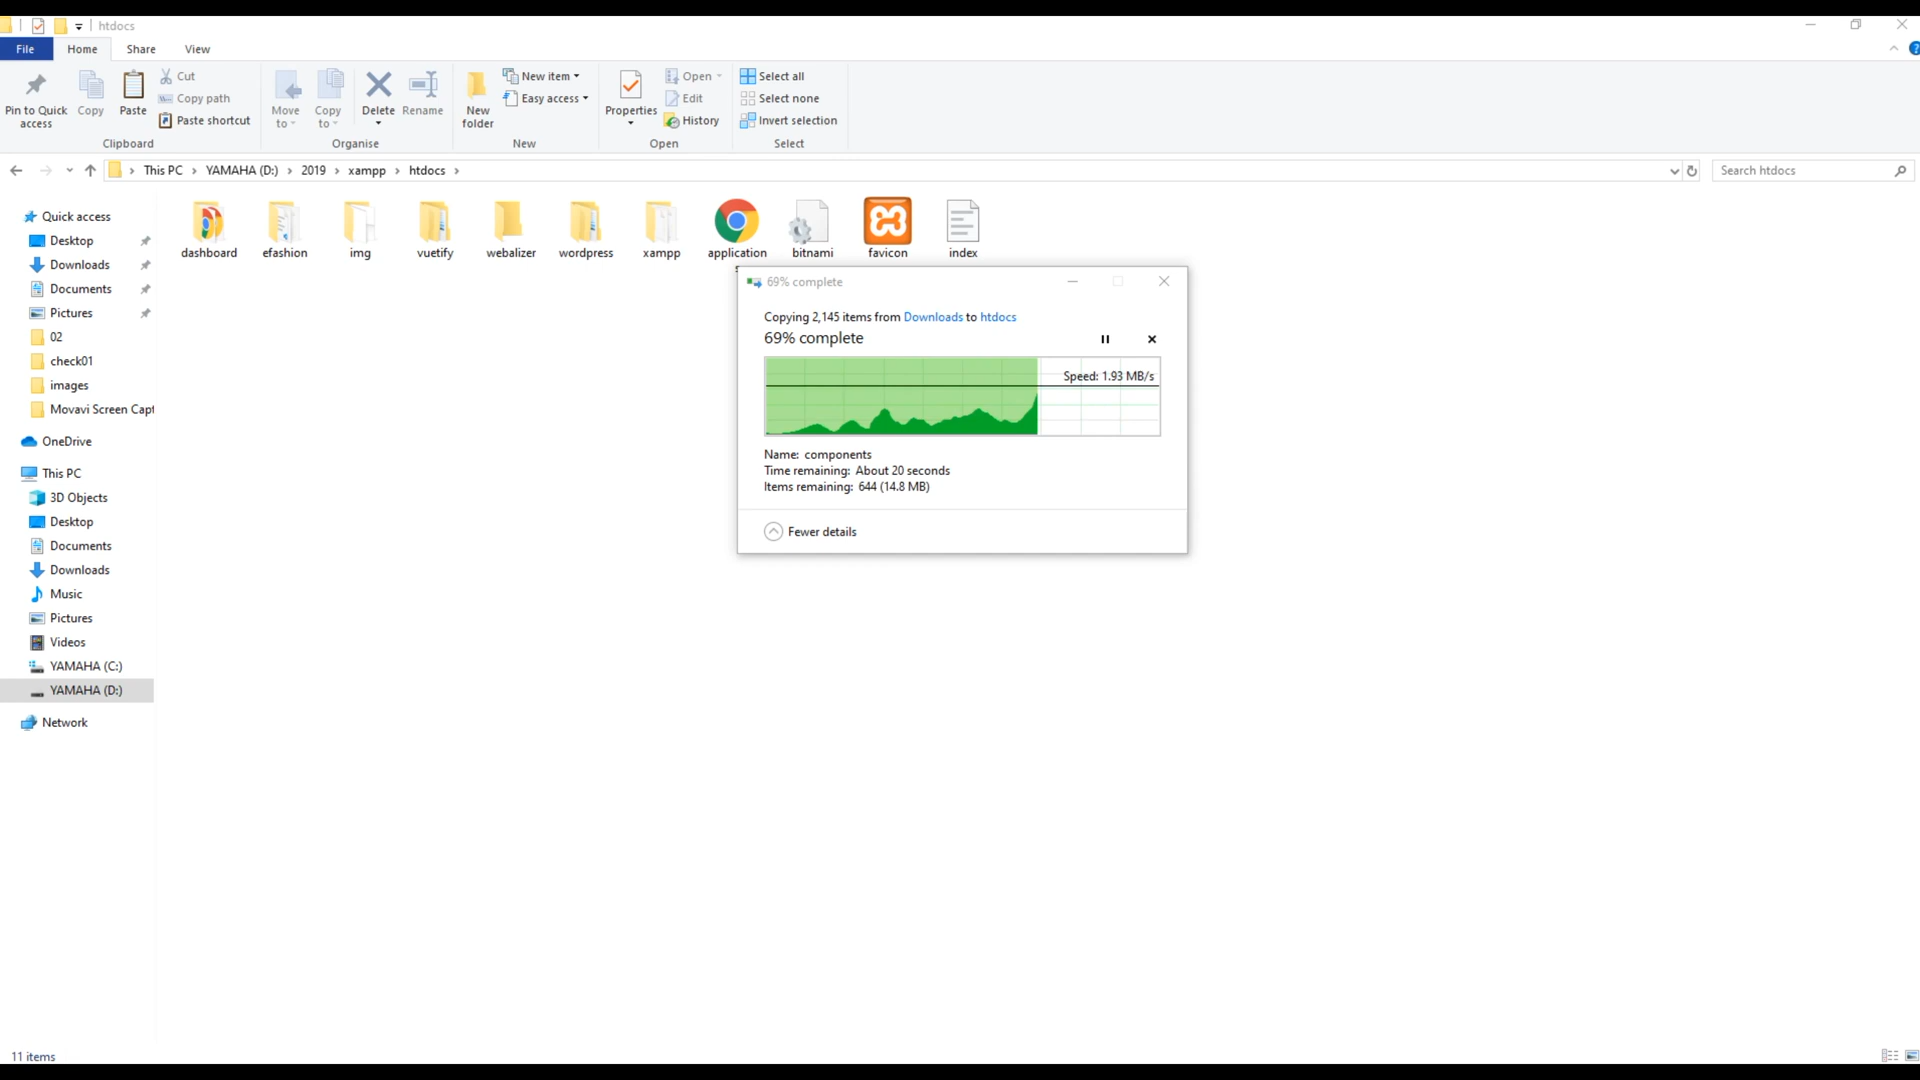 htdocs
File Home Share View
Pin to Quick access
Copy
Paste
Cut
Copy path
Paste shortcut
Clipboard
Move to
Copy to
Delete
Rename
Organise
New folder
New item
Easy access
New
Properties
Open
Edit
History
Open
Select all
Select none
Invert selection
Select
This PC > YAMAHA (D:) > 2019 > xampp > htdocs >
Search htdocs
Quick access
Desktop
Downloads
Documents
Pictures
02
check01
images
Movavi Screen Capt
OneDrive
This PC
3D Objects
Desktop
Documents
Downloads
Music
Pictures
Videos
YAMAHA (C:)
YAMAHA (D:)
Network
dashboard
efashion
img
vuetify
webalizer
wordpress
xampp
application
bitnami
favicon
index
69% complete
Copying 2,145 items from Downloads to htdocs
69% complete
Speed: 1.93 MB/s
Name: components
Time remaining: About 20 seconds
Items remaining: 644 (14.8 MB)
Fewer details
11 items